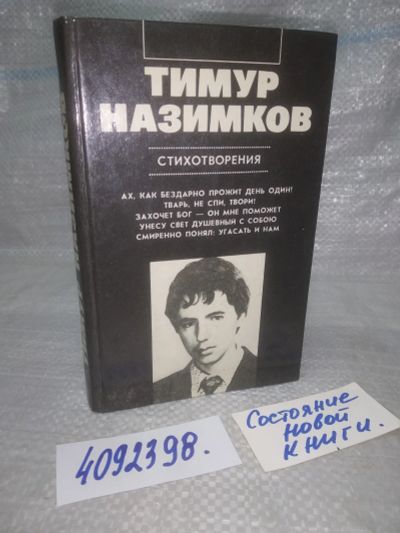 ТИМУР
НАЗИМКОВ
СТИХОТВОРЕНИЯ
АХ, КАК БЕЗДАРНО ПРОЖИТ ДЕНЬ ОДИН!
ТВАРЬ, НЕ СПИ, ТВОРИ!
ЗАХОЧЕТ БОГ — ОН МНЕ ПОМОЖЕТ
УНЕСУ СВЕТ ДУШЕВНЫЙ С СОБОЮ
СМИРЕННО ПОНЯЛ: УГАСАТЬ И НАМ
4092398.
Состояние
новой
книги.